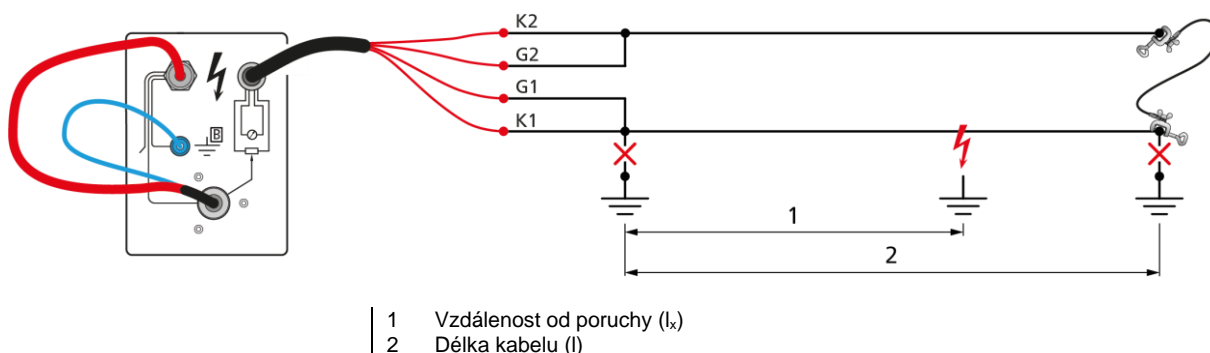 K2
G2
G1
K1
B
1
2
1 Vzdálenost od poruchy (lₓ)
2 Délka kabelu (l)